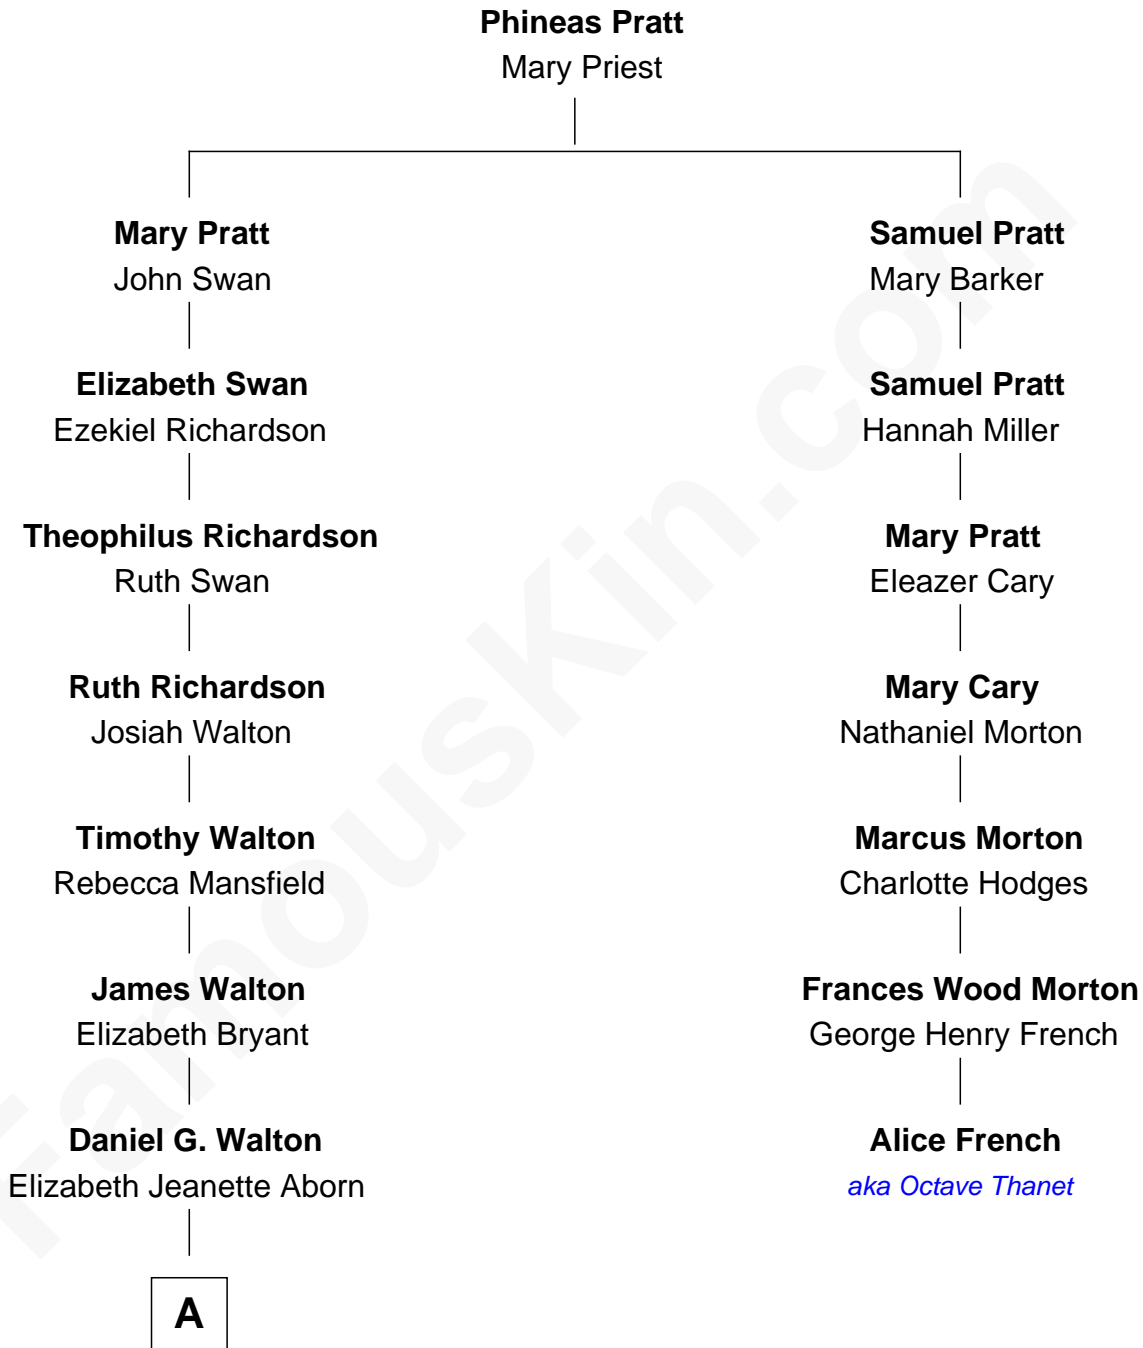 Phineas Pratt
Mary Priest
Mary Pratt
John Swan
Samuel Pratt
Mary Barker
Elizabeth Swan
Ezekiel Richardson
Samuel Pratt
Hannah Miller
Theophilus Richardson
Ruth Swan
Mary Pratt
Eleazer Cary
Ruth Richardson
Josiah Walton
Mary Cary
Nathaniel Morton
Timothy Walton
Rebecca Mansfield
Marcus Morton
Charlotte Hodges
James Walton
Elizabeth Bryant
Frances Wood Morton
George Henry French
Daniel G. Walton
Elizabeth Jeanette Aborn
Alice French
aka Octave Thanet
A
FamousKin.com